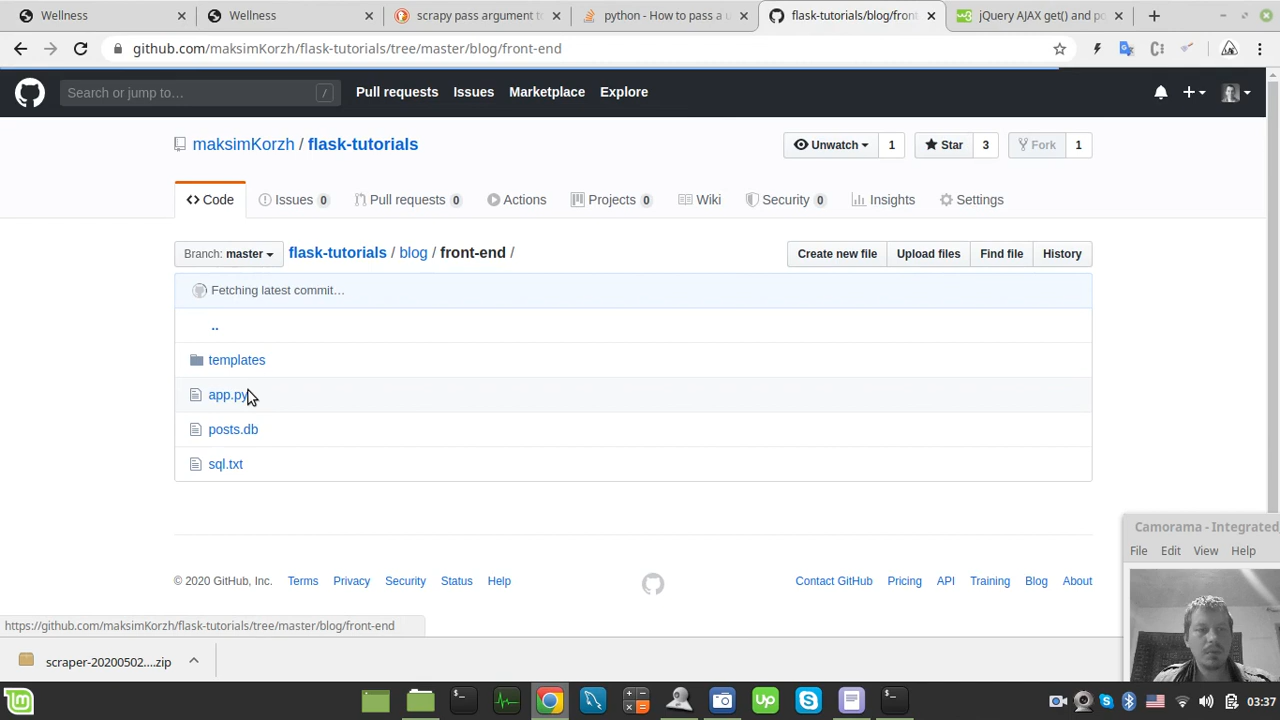 Wellness
Wellness
scrapy pass argument t
python - How to pass a u
flask-tutorials/blog/front
jQuery AJAX get() and po
github.com/maksimKorzh/flask-tutorials/tree/master/blog/front-end
Search or jump to…
/
Pull requests
Issues
Marketplace
Explore
maksimKorzh / flask-tutorials
Unwatch
1
Star
3
Fork
1
Code
Issues 0
Pull requests 0
Actions
Projects 0
Wiki
Security 0
Insights
Settings
Branch: master
flask-tutorials / blog / front-end /
Create new file
Upload files
Find file
History
Fetching latest commit…
..
templates
app.py
posts.db
sql.txt
© 2020 GitHub, Inc.
Terms
Privacy
Security
Status
Help
Contact GitHub
Pricing
API
Training
Blog
About
Camorama - Integrated
File
Edit
View
Help
https://github.com/maksimKorzh/flask-tutorials/tree/master/blog/front-end
scraper-20200502....zip
Up
03:37